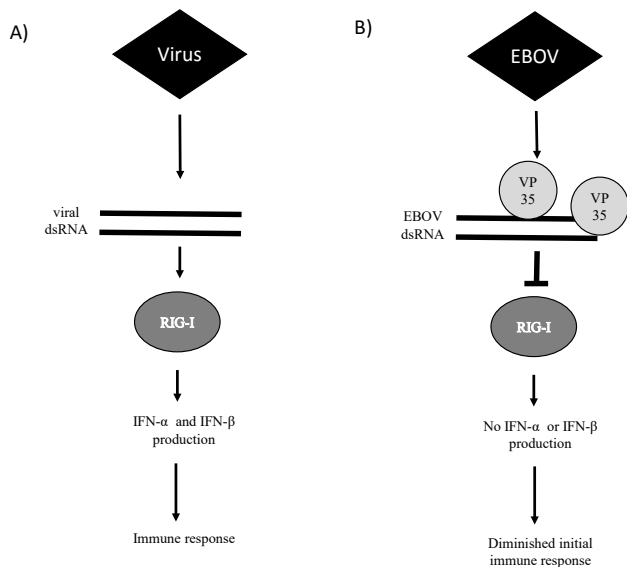 A)
Virus
viral
dsRNA
RIG-I
IFN-α and IFN-β
production
Immune response
B)
EBOV
VP
35
VP
35
EBOV
dsRNA
RIG-I
No IFN-α or IFN-β
production
Diminished initial
immune response